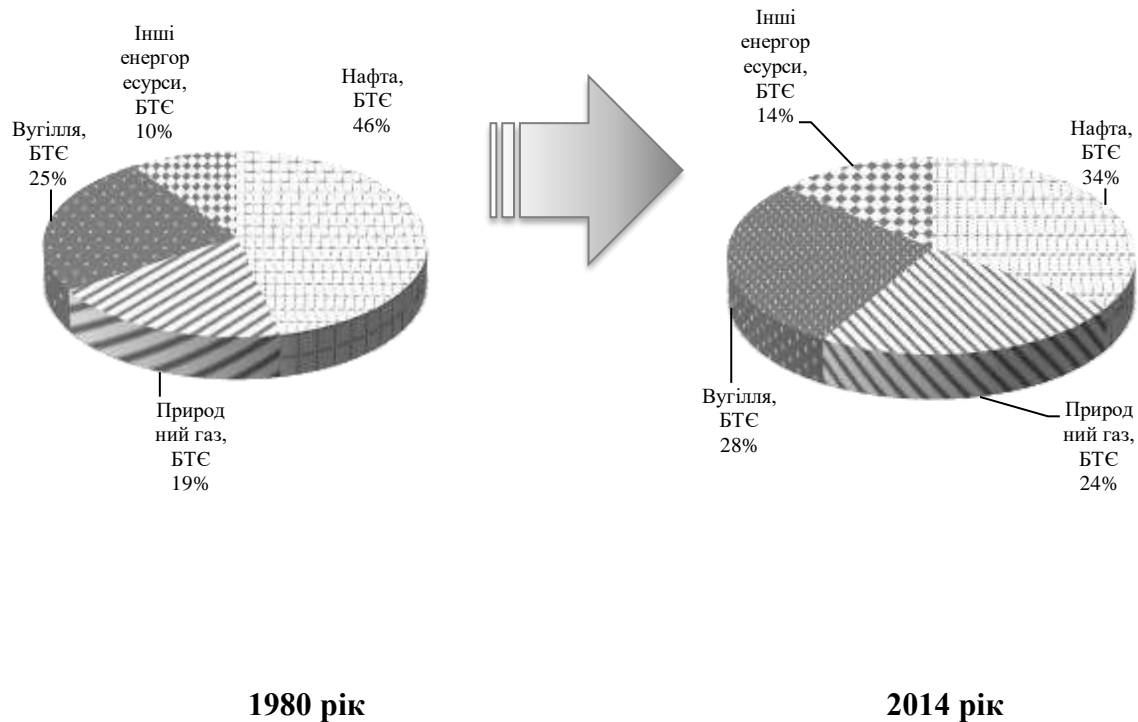 Інші
енергор
есурси,
БТЄ
10%
Нафта,
БТЄ
46%
Вугілля,
БТЄ
25%
Природ
ний газ,
БТЄ
19%
Інші
енергор
есурси,
БТЄ
14%
Нафта,
БТЄ
34%
Вугілля,
БТЄ
28%
Природ
ний газ,
БТЄ
24%
1980 рік
2014 рік